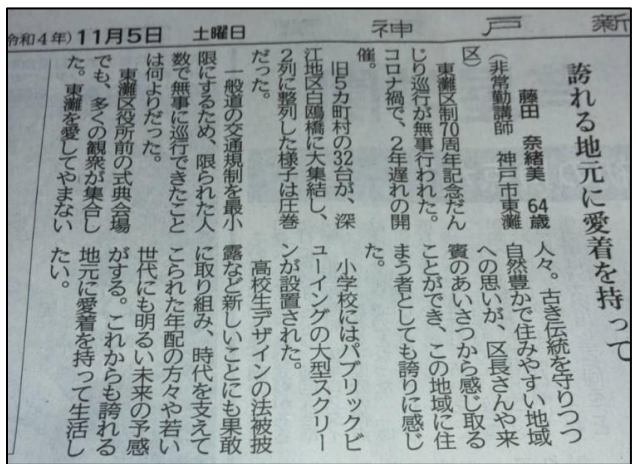 令和4年）11月5日　土曜日　神戸新
誇れる地元に愛着を持って
藤田　奈緒美　64歳
（非常勤講師　神戸市東灘
区）
東灘区制70周年記念だん
じり巡行が無事行われた。
コロナ禍で、2年遅れの開
催。
旧5カ町村の32台が、深
江地区白鴎橋に大集結し、
2列に整列した様子は圧巻
だった。
一般道の交通規制を最小
限にするため、限られた人
数で無事に巡行できたこと
は何よりだった。
東灘区役所前の式典会場
でも、多くの観衆が集合し
た。東灘を愛してやまない
人々。古き伝統を守りつつ
自然豊かで住みやすい地域
への思いが、区長さんや来
賓のあいさつから感じ取る
ことができ、この地域に住
まう者としても誇りに感じ
た。
小学校にはパブリックビ
ューイングの大型スクリー
ンが設置された。
高校生デザインの法被披
露など新しいことにも果敢
に取り組み、時代を支えて
こられた年配の方々や若い
世代にも明るい未来の予感
がする。これからも誇れる
地元に愛着を持って生活し
たい。